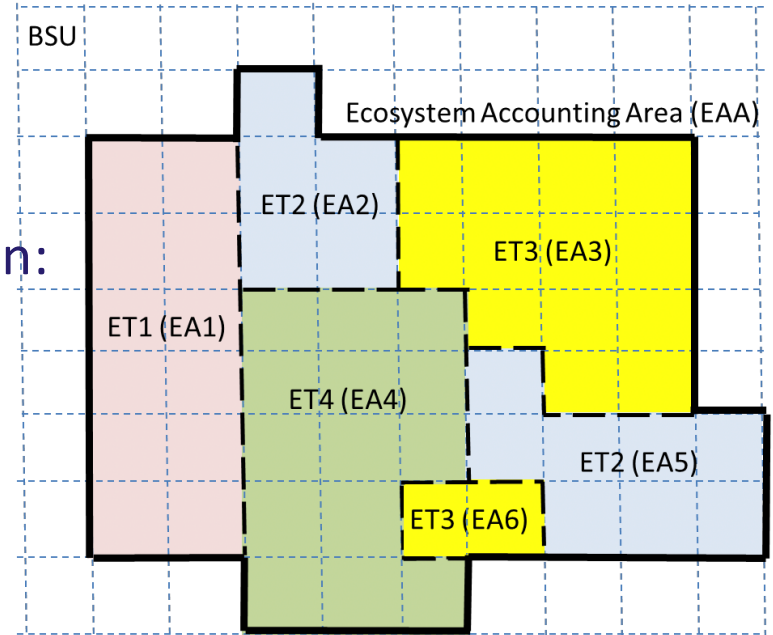 BSU
Ecosystem Accounting Area (EAA)
ET2 (EA2)
n:
ET3 (EA3)
ET1 (EA1)
ET4 (EA4)
ET2 (EA5)
ET3 (EA6)